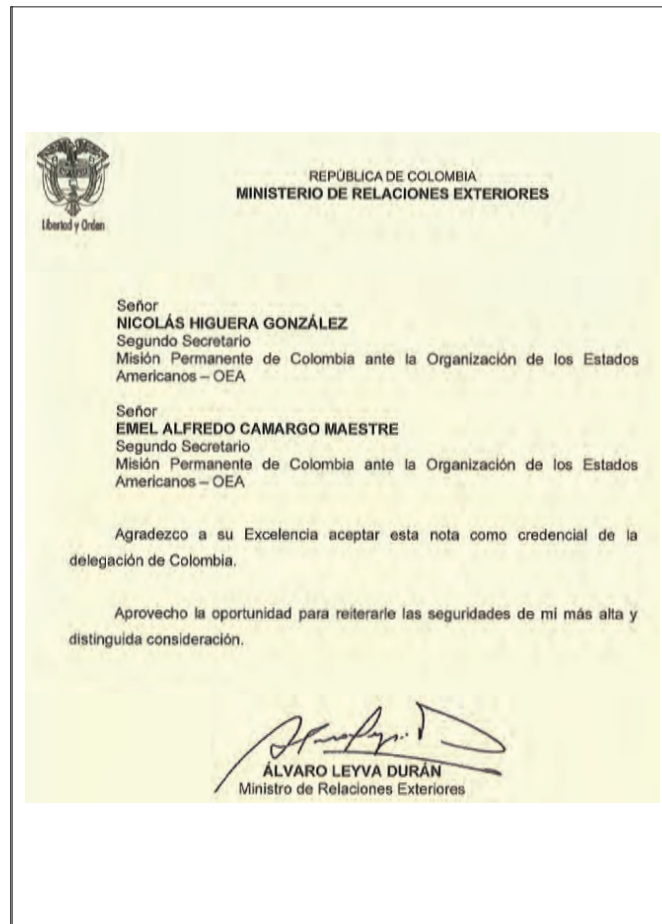 REPÚBLICA DE COLOMBIA
MINISTERIO DE RELACIONES EXTERIORES
Libertad y Orden
Señor
NICOLÁS HIGUERA GONZÁLEZ
Segundo Secretario
Misión Permanente de Colombia ante la Organización de los Estados
Americanos – OEA
Señor
EMEL ALFREDO CAMARGO MAESTRE
Segundo Secretario
Misión Permanente de Colombia ante la Organización de los Estados
Americanos – OEA
Agradezco a su Excelencia aceptar esta nota como credencial de la
delegación de Colombia.
Aprovecho la oportunidad para reiterarle las seguridades de mi más alta y
distinguida consideración.
ÁLVARO LEYVA DURÁN
Ministro de Relaciones Exteriores